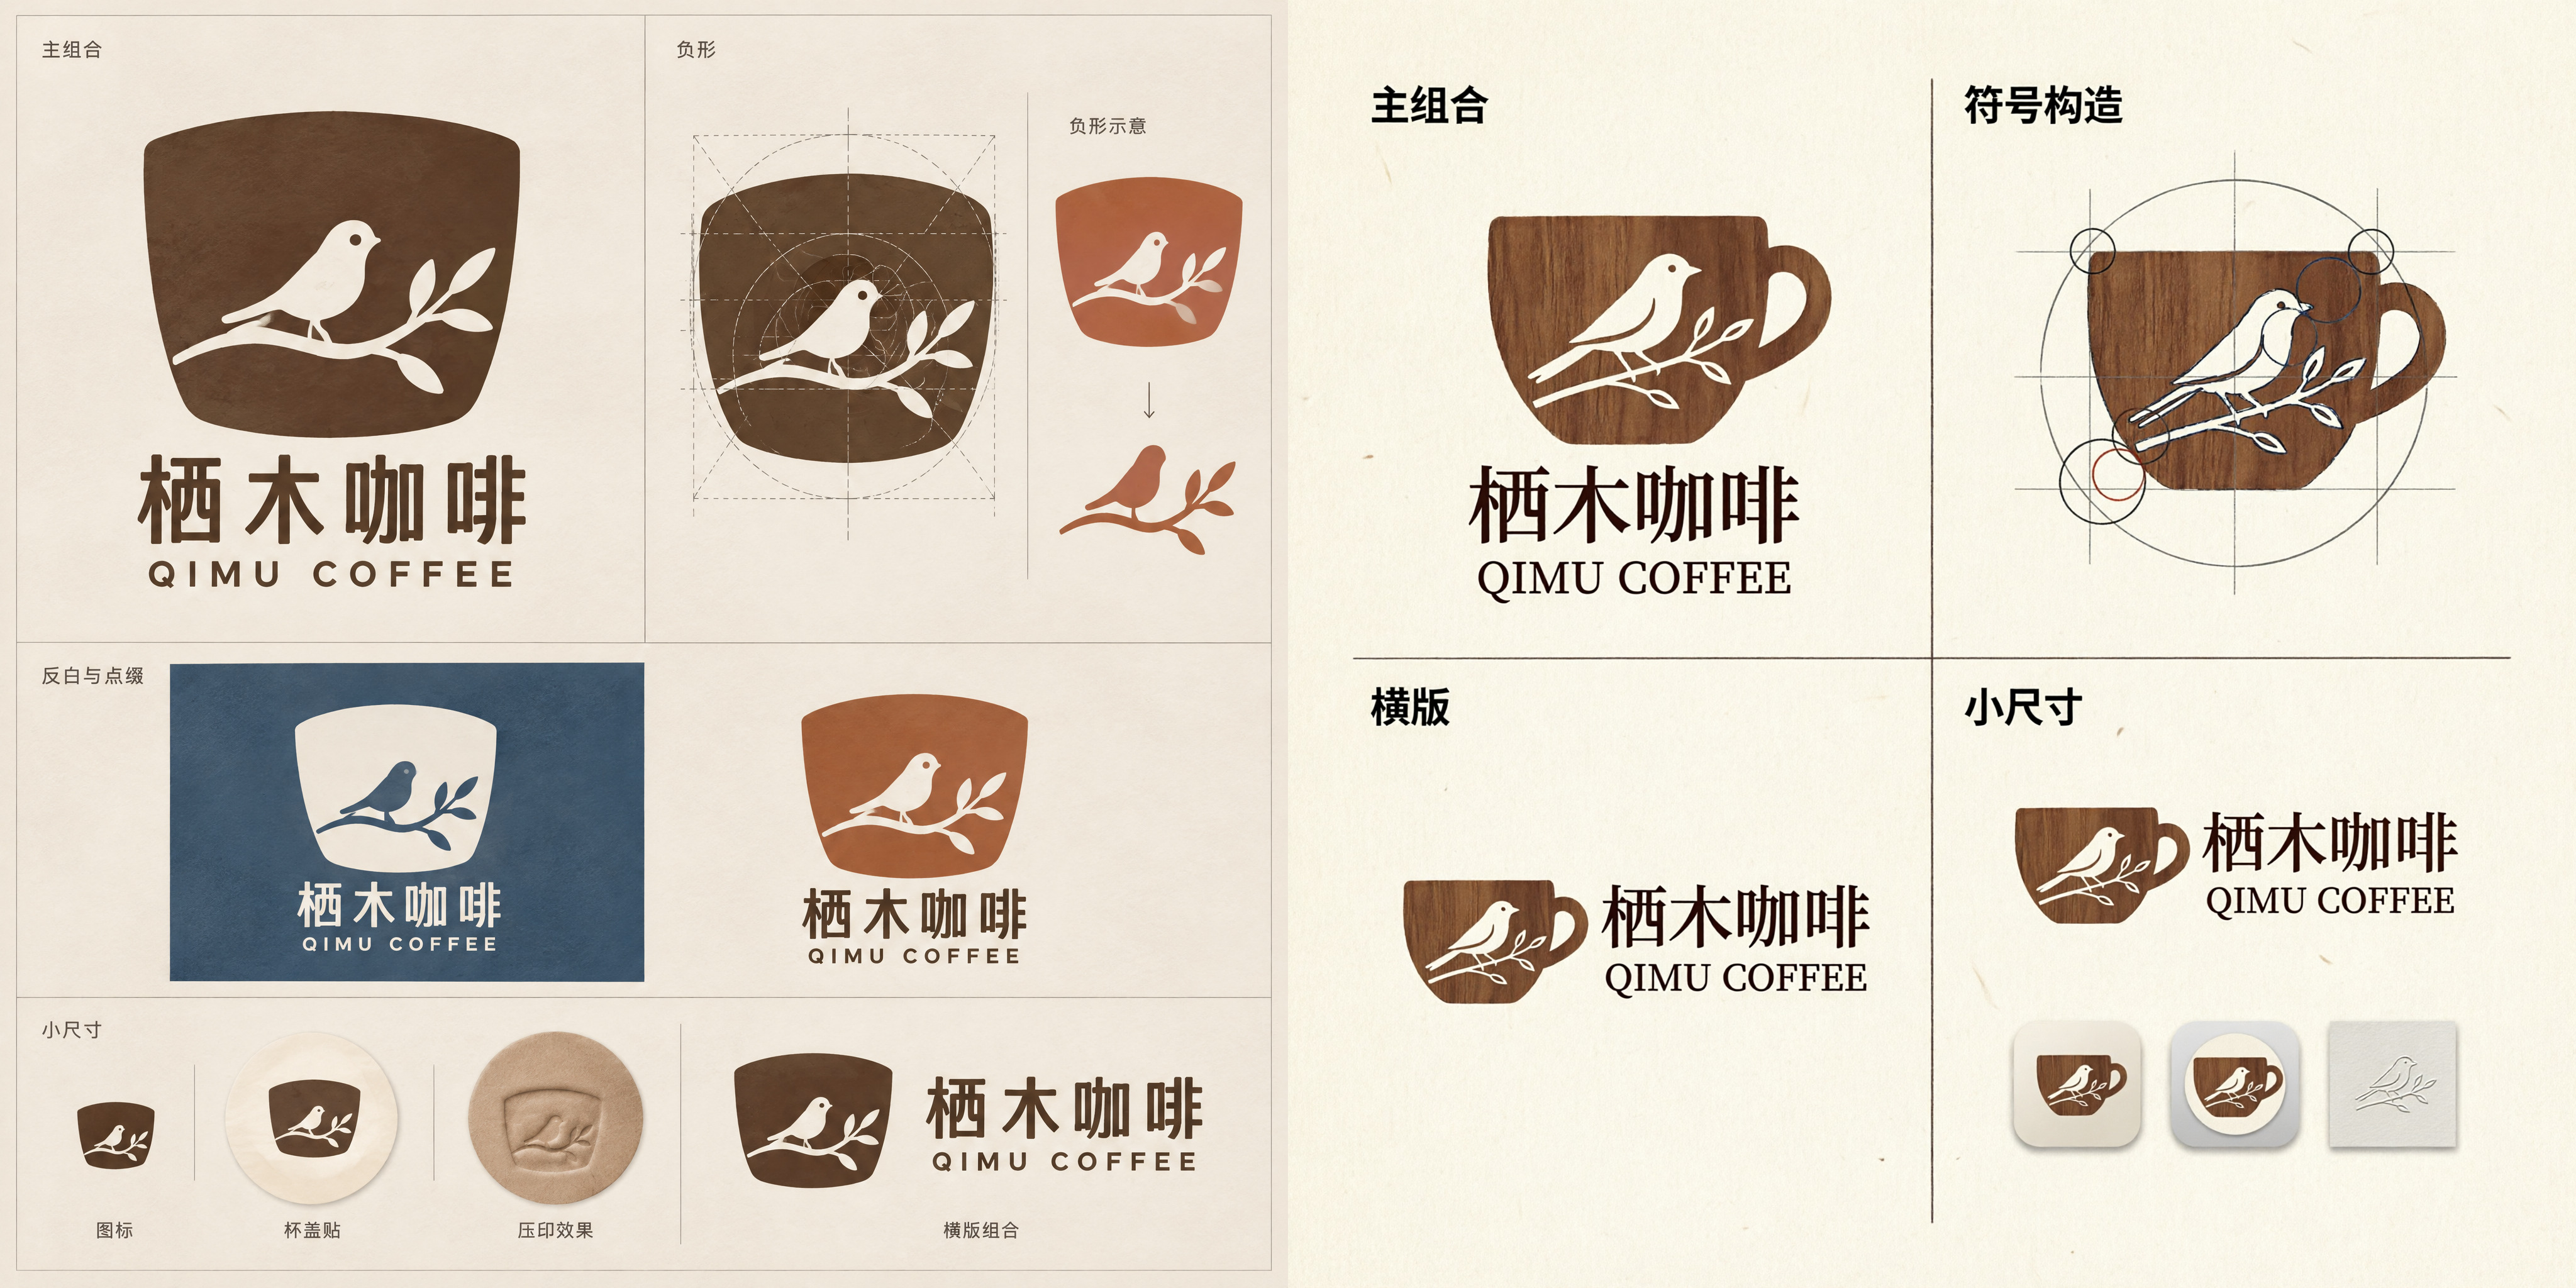 主组合
栖木咖啡
QIMU COFFEE
负形
负形示意
反白与点缀
栖木咖啡
QIMU COFFEE
栖木咖啡
QIMU COFFEE
小尺寸
图标
杯盖贴
压印效果
栖木咖啡
QIMU COFFEE
横版组合
主组合
栖木咖啡
QIMU COFFEE
符号构造
横版
栖木咖啡
QIMU COFFEE
小尺寸
栖木咖啡
QIMU COFFEE